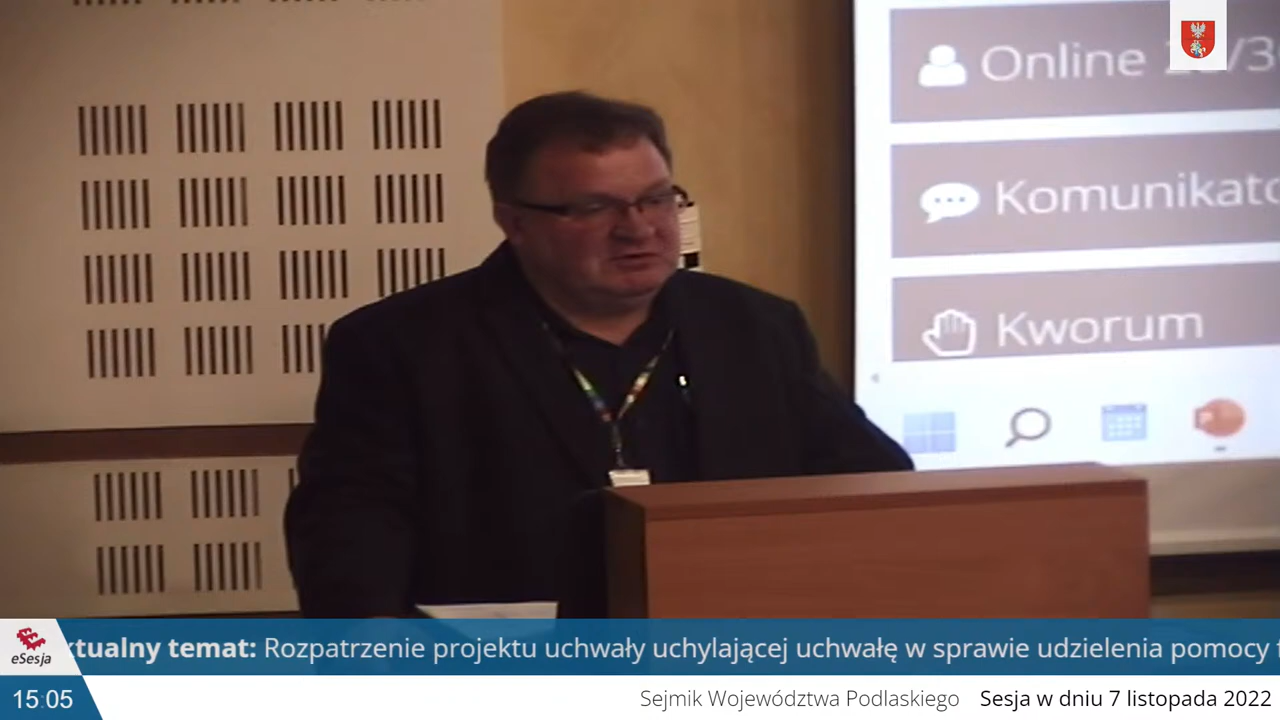 Online
Komunikato
Kworum
ktualny temat: Rozpatrzenie projektu uchwały uchylającej uchwałę w sprawie udzielenia pomocy f
eSesja
15:05
Sejmik Województwa Podlaskiego Sesja w dniu 7 listopada 2022